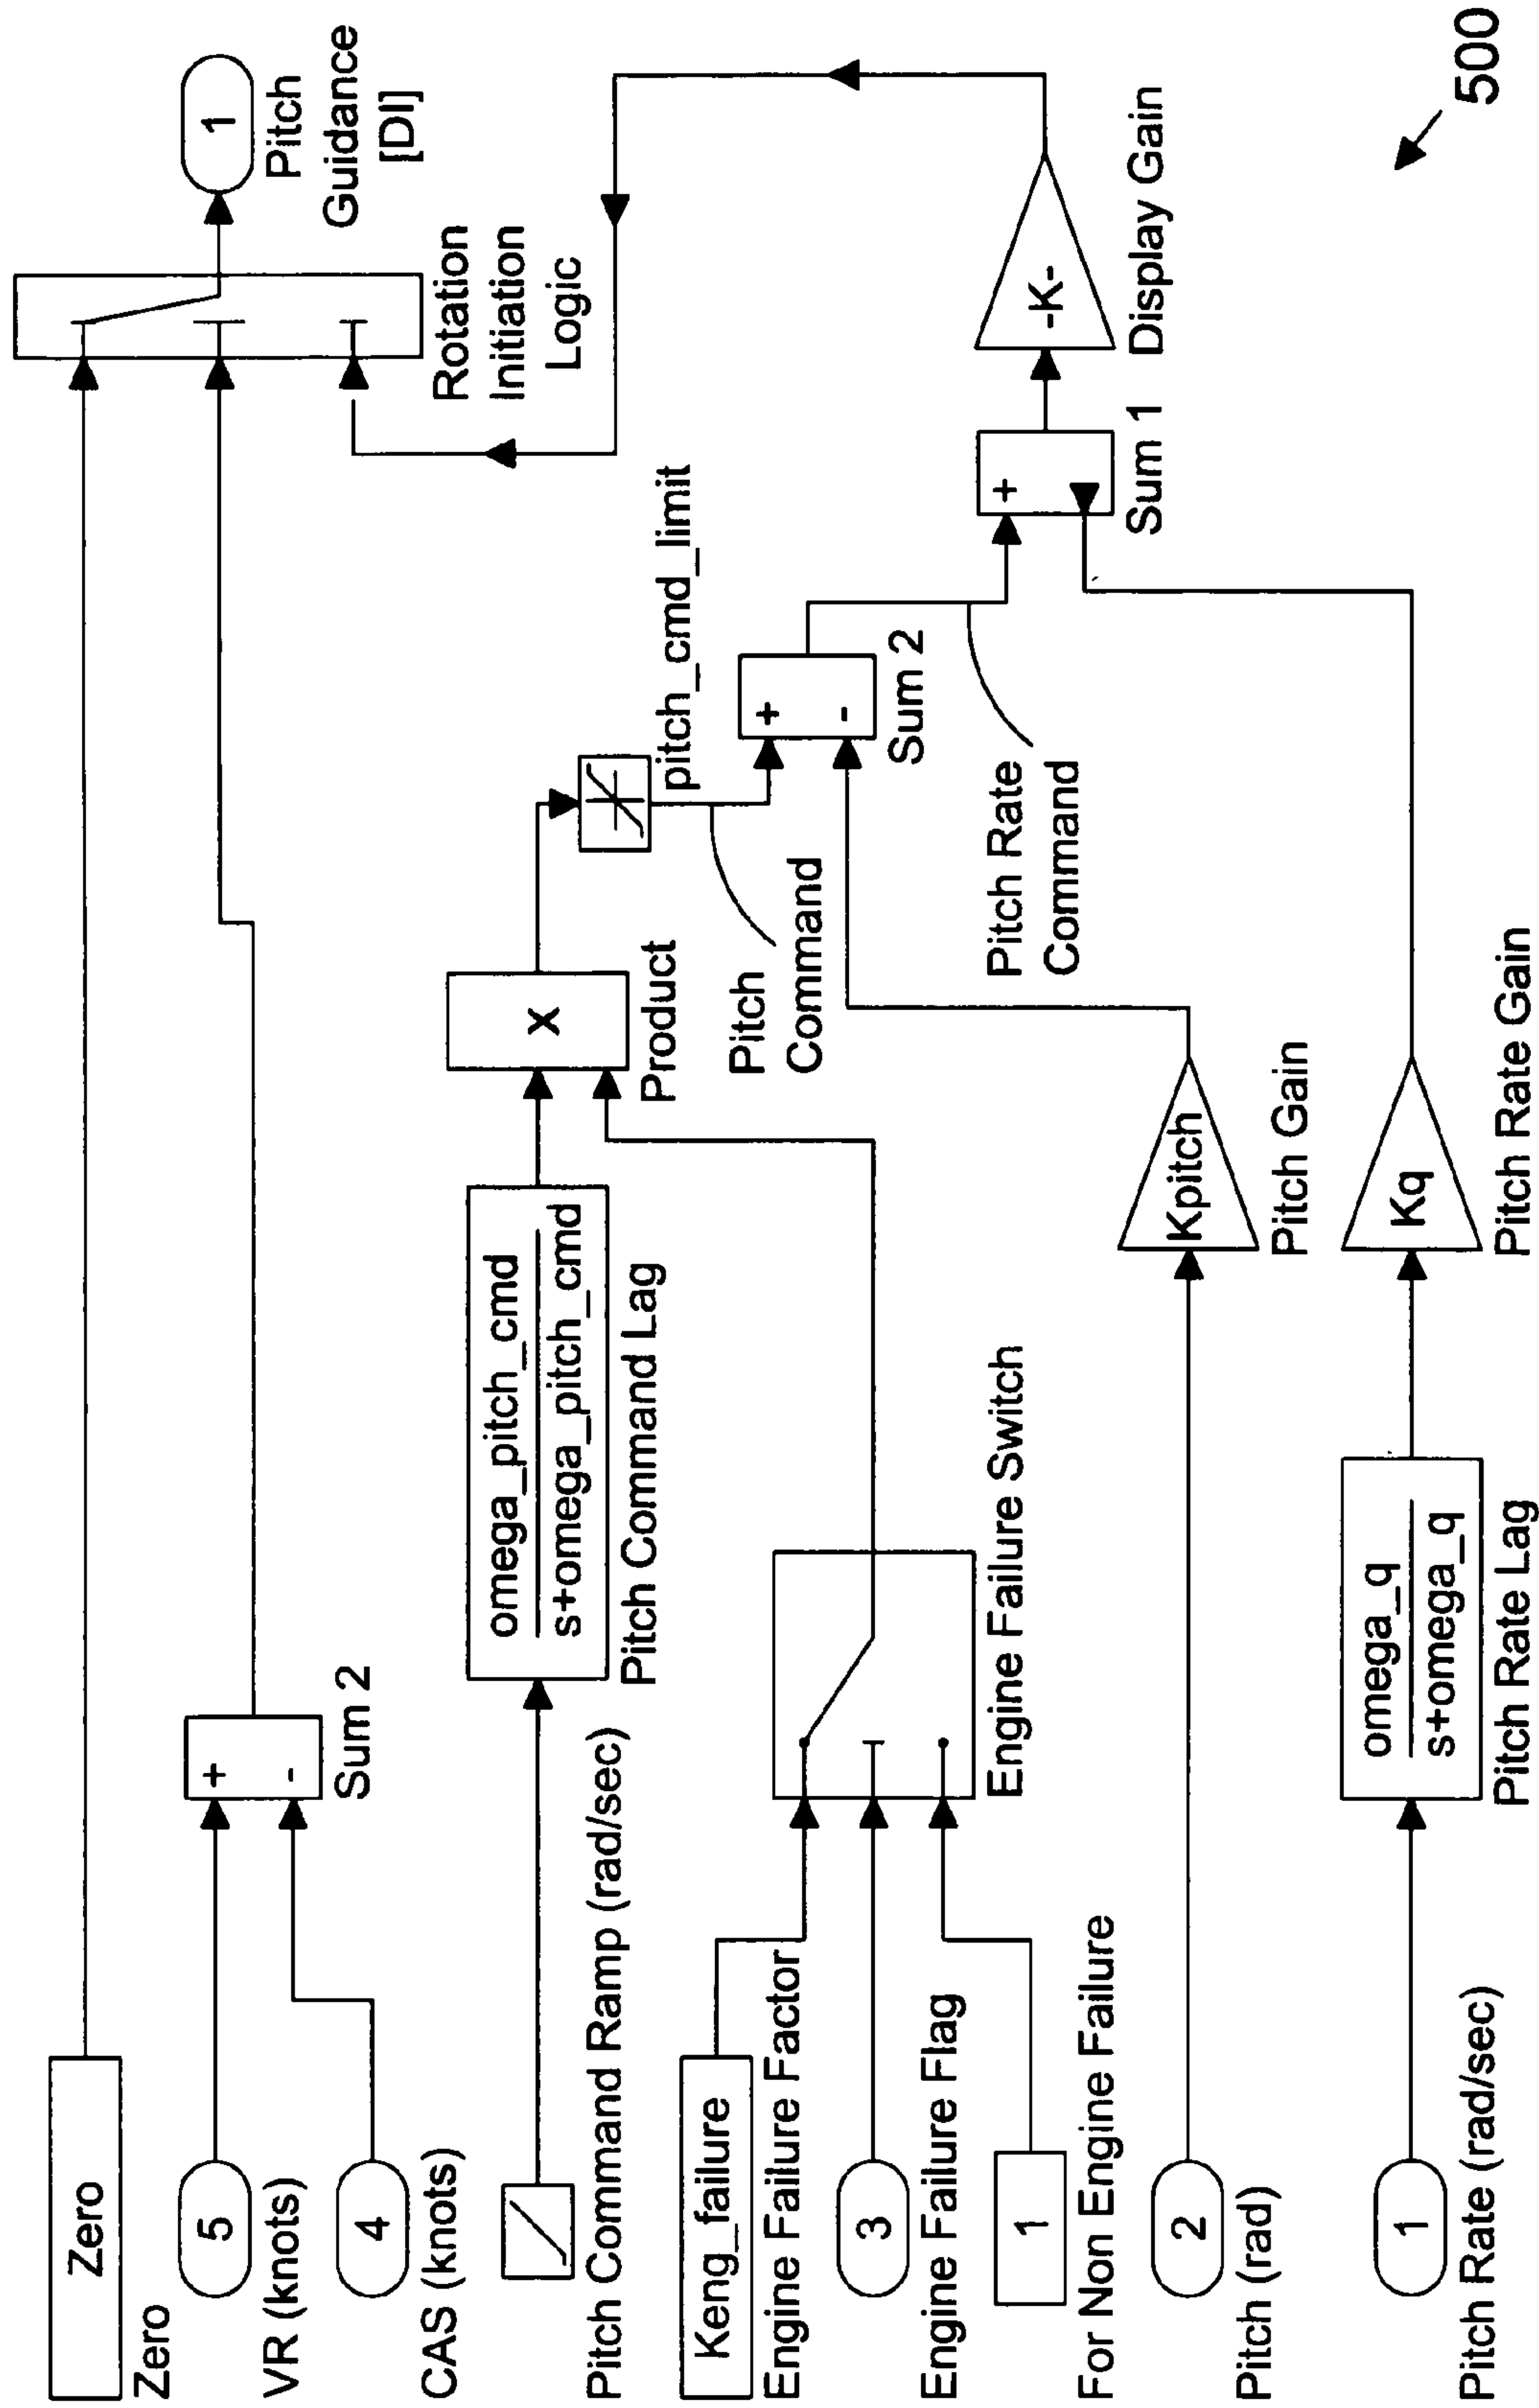 Zero
Zero
5
VR (knots)
4
CAS (knots)
+
-
Sum 2
1
Pitch
Guidance
[DI]
Rotation
Initiation
Logic
Pitch Command Ramp (rad/sec)
omega_pitch_cmd
s+omega_pitch_cmd
Pitch Command Lag
X
Product
pitch_cmd_limit
Pitch
Command
Keng_failure
Engine Failure Factor
3
Engine Failure Flag
1
For Non Engine Failure
Engine Failure Switch
+
-
Sum 2
Pitch Rate
Command
2
Pitch (rad)
Kpitch
Pitch Gain
+
Sum 1
-K-
Display Gain
1
Pitch Rate (rad/sec)
omega_q
s+omega_q
Pitch Rate Lag
Kq
Pitch Rate Gain
500